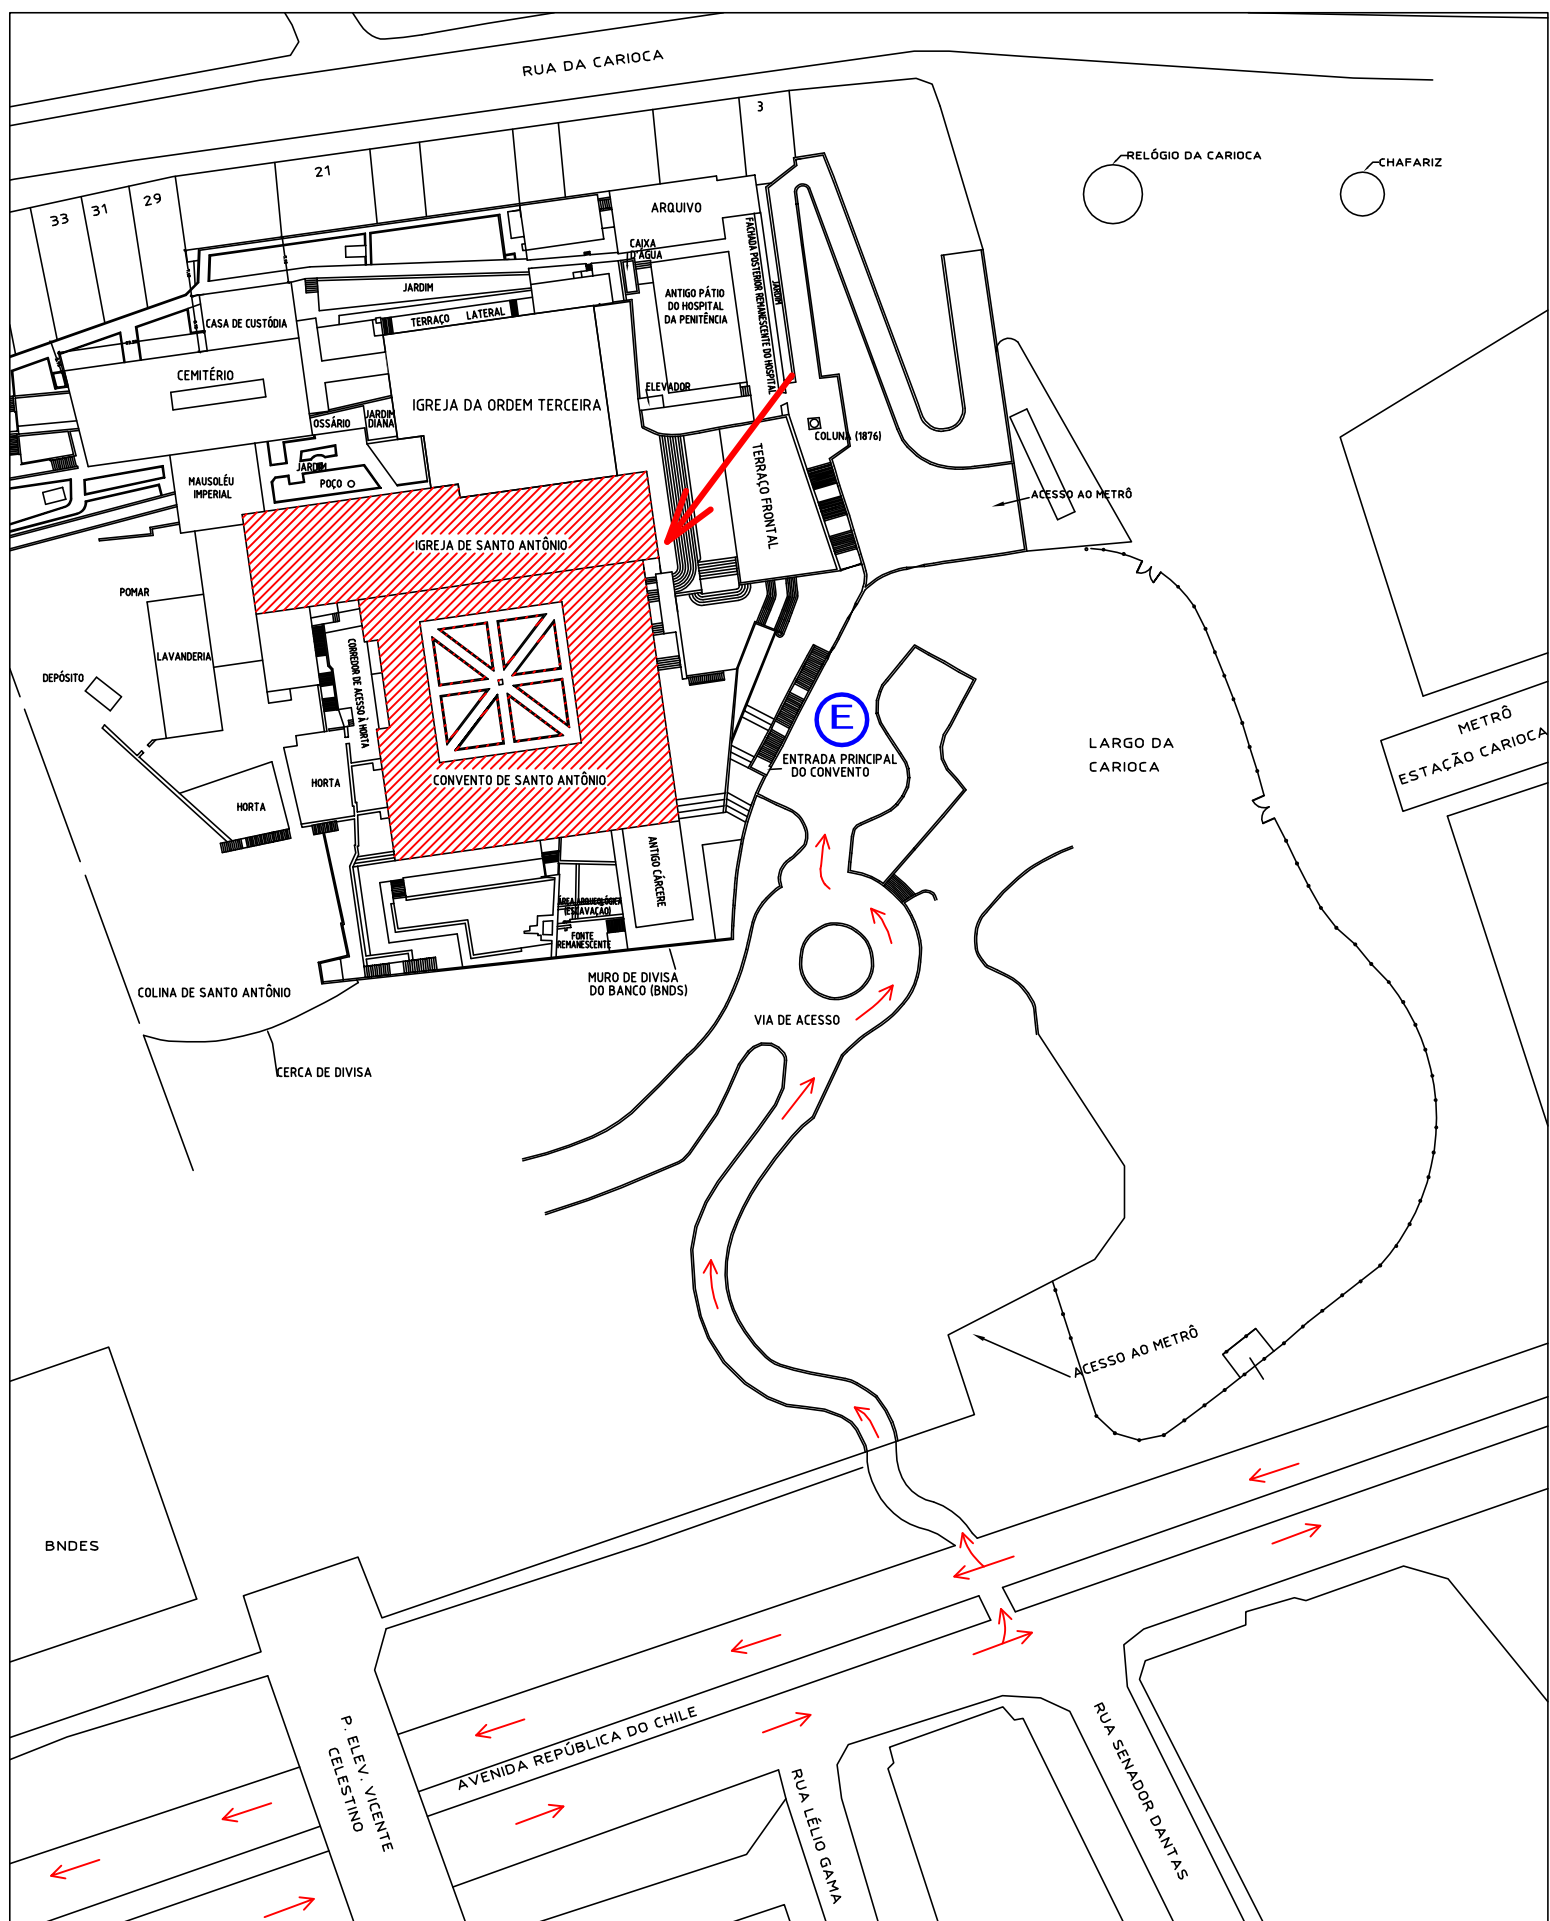 RUA DA CARIOCA
3
RELÓGIO DA CARIOCA
CHAFARIZ
21
29
31
33
ARQUIVO
CAIXA
D'ÁGUA
FACHADA POSTERIOR REMANESCENTE DO HOSPITAL
JARDIM
JARDIM
ANTIGO PÁTIO
DO HOSPITAL
DA PENITÊNCIA
TERRAÇO LATERAL
CASA DE CUSTÓDIA
CEMITÉRIO
ELEVADOR
IGREJA DA ORDEM TERCEIRA
OSSÁRIO
JARDIM
DIANA
COLUNA (1876)
TERRAÇO FRONTAL
JARDIM
POÇO
MAUSOLÉU
IMPERIAL
ACESSO AO METRÔ
IGREJA DE SANTO ANTÔNIO
POMAR
LAVANDERIA
CORREDOR DE ACESSO À HORTA
DEPÓSITO
E
ENTRADA PRINCIPAL
DO CONVENTO
LARGO DA
CARIOCA
METRÔ
ESTAÇÃO CARIOCA
CONVENTO DE SANTO ANTÔNIO
HORTA
HORTA
ANTIGO CÁRCERE
ÁREA ARQUEOLÓGICA
(ESCAVAÇÃO)
FONTE
REMANESCENTE
MURO DE DIVISA
DO BANCO (BNDS)
COLINA DE SANTO ANTÔNIO
VIA DE ACESSO
CERCA DE DIVISA
ACESSO AO METRÔ
BNDES
P. ELEV. VICENTE
CELESTINO
AVENIDA REPÚBLICA DO CHILE
RUA LÉLIO GAMA
RUA SENADOR DANTAS